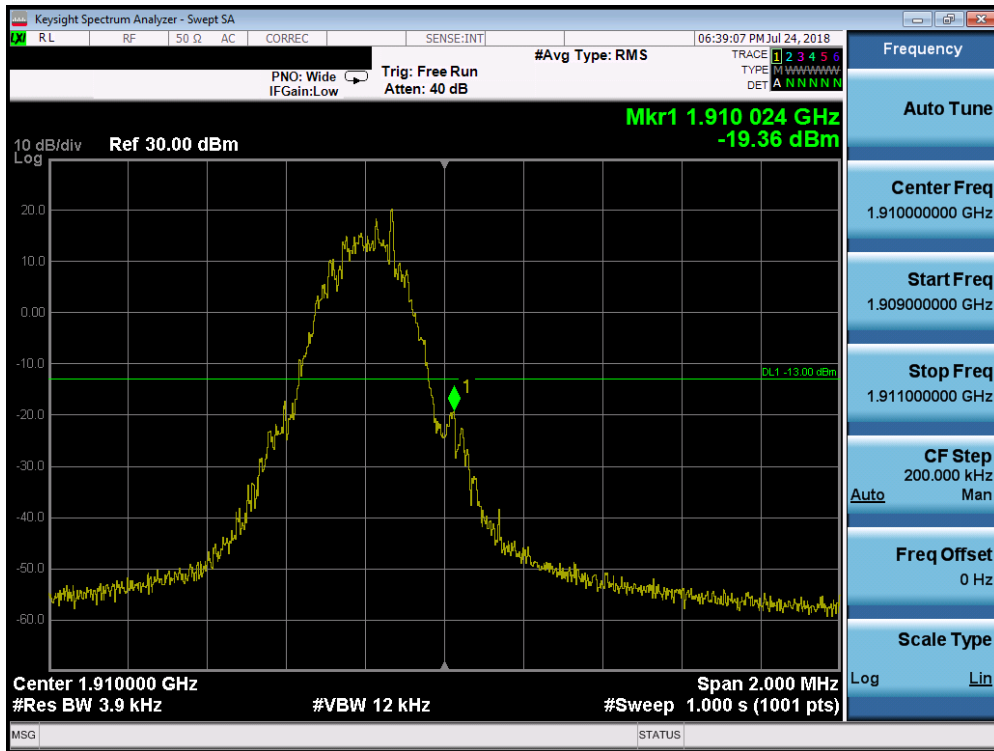 Keysight Spectrum Analyzer - Swept SA
LXI RL RF 50 Ω AC CORREC SENSE:INT 06:39:07 PM Jul 24, 2018
#Avg Type: RMS
TRACE 1 2 3 4 5 6
TYPE M W W W W W
DET A N N N N N
PNO: Wide
IFGain:Low
Trig: Free Run
Atten: 40 dB
Mkr1 1.910 024 GHz
-19.36 dBm
10 dB/div
Log
Ref 30.00 dBm
20.0
10.0
0.00
-10.0
-20.0
-30.0
-40.0
-50.0
-60.0
DL1 -13.00 dBm
1
Center 1.910000 GHz
Span 2.000 MHz
#Res BW 3.9 kHz
#VBW 12 kHz
#Sweep 1.000 s (1001 pts)
MSG
STATUS
Frequency
Auto Tune
Center Freq
1.910000000 GHz
Start Freq
1.909000000 GHz
Stop Freq
1.911000000 GHz
CF Step
200.000 kHz
Auto Man
Freq Offset
0 Hz
Scale Type
Log Lin